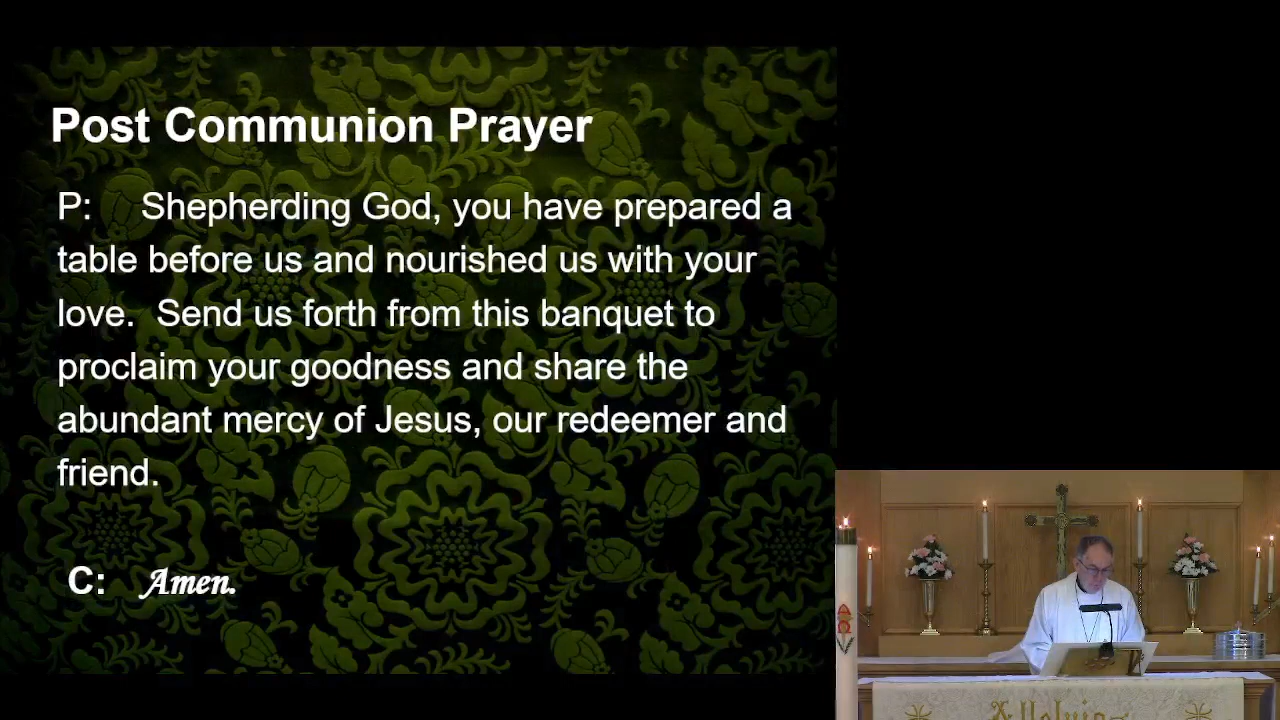 Post Communion Prayer
P: Shepherding God, you have prepared a
table before us and nourished us with your
love.  Send us forth from this banquet to
proclaim your goodness and share the
abundant mercy of Jesus, our redeemer and
friend.
C: Amen.
Alleluia